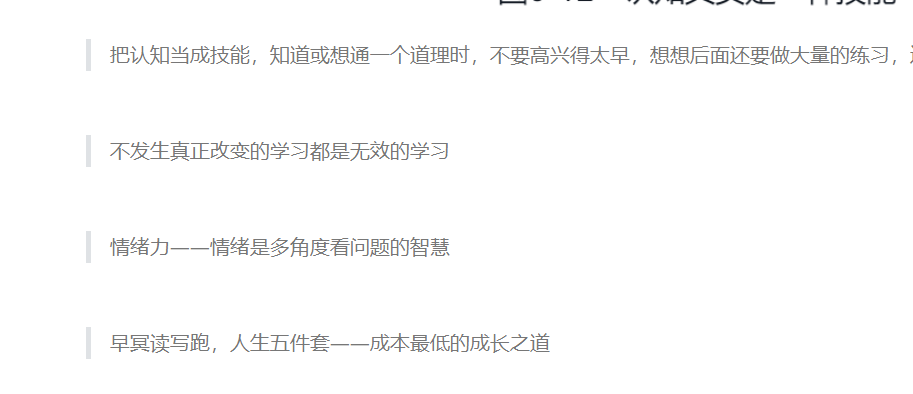 把认知当成技能，知道或想通一个道理时，不要高兴得太早，想想后面还要做大量的练习，
不发生真正改变的学习都是无效的学习
情绪力——情绪是多角度看问题的智慧
早冥读写跑，人生五件套——成本最低的成长之道